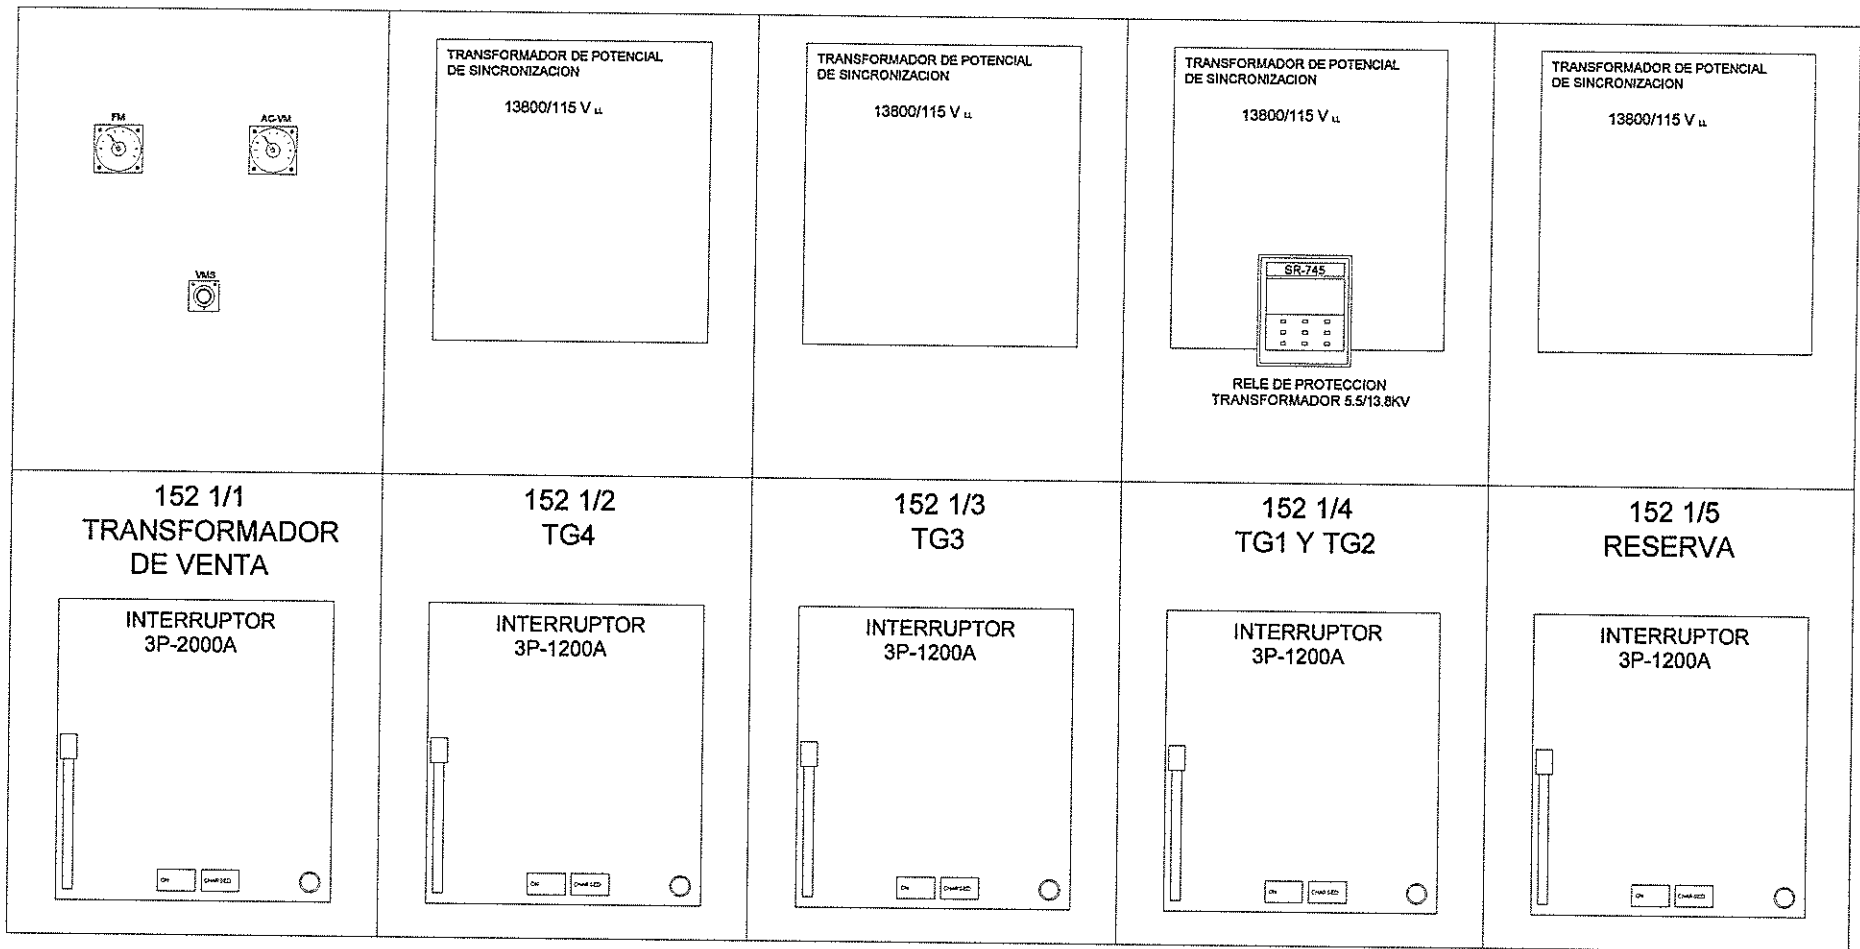 FM
AC-VM
VMS
TRANSFORMADOR DE POTENCIAL
DE SINCRONIZACION
13800/115 V LL
TRANSFORMADOR DE POTENCIAL
DE SINCRONIZACION
13800/115 V LL
TRANSFORMADOR DE POTENCIAL
DE SINCRONIZACION
13800/115 V LL
SR-745
RELE DE PROTECCION
TRANSFORMADOR 5.5/13.8KV
TRANSFORMADOR DE POTENCIAL
DE SINCRONIZACION
13800/115 V LL
152 1/1
TRANSFORMADOR
DE VENTA
INTERRUPTOR
3P-2000A
ON
CHARGED
152 1/2
TG4
INTERRUPTOR
3P-1200A
ON
CHARGED
152 1/3
TG3
INTERRUPTOR
3P-1200A
ON
CHARGED
152 1/4
TG1 Y TG2
INTERRUPTOR
3P-1200A
ON
CHARGED
152 1/5
RESERVA
INTERRUPTOR
3P-1200A
ON
CHARGED